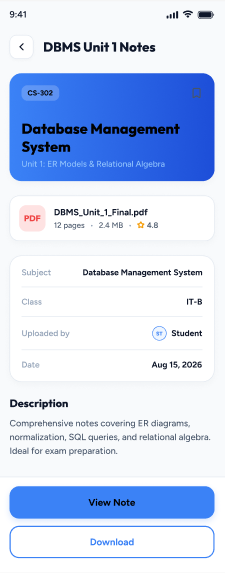 9:41
DBMS Unit 1 Notes
CS-302
Database Management
System
Unit 1: ER Models & Relational Algebra
PDF
DBMS_Unit_1_Final.pdf
12 pages • 2.4 MB • 4.8
Subject Database Management System
Class IT-B
Uploaded by ST Student
Date Aug 15, 2026
Description
Comprehensive notes covering ER diagrams,
normalization, SQL queries, and relational algebra.
Ideal for exam preparation.
View Note
Download